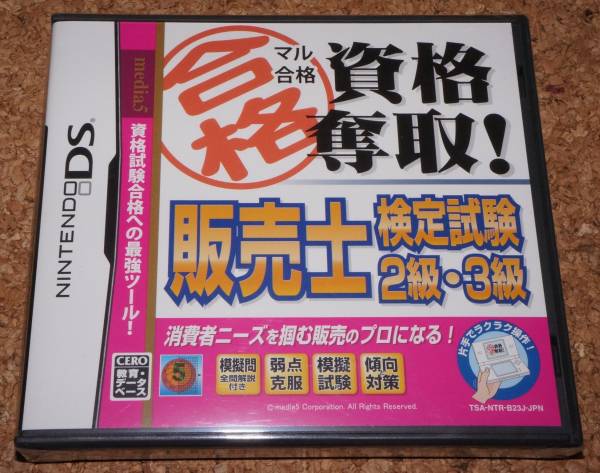 NINTENDO DS
media5
資格試験合格への最強ツール!
合格
マル
合格
資格
奪取!
販売士
検定試験
2級・3級
消費者ニーズを掴む販売のプロになる!
CERO
教育・
データ
ベース
5
模擬問
全問解説
付き
弱点
克服
模擬
試験
傾向
対策
片手でラクラク操作!
資格
奪取!
©media5 Corporation. All Rights Reserved.
TSA-NTR-B23J-JPN